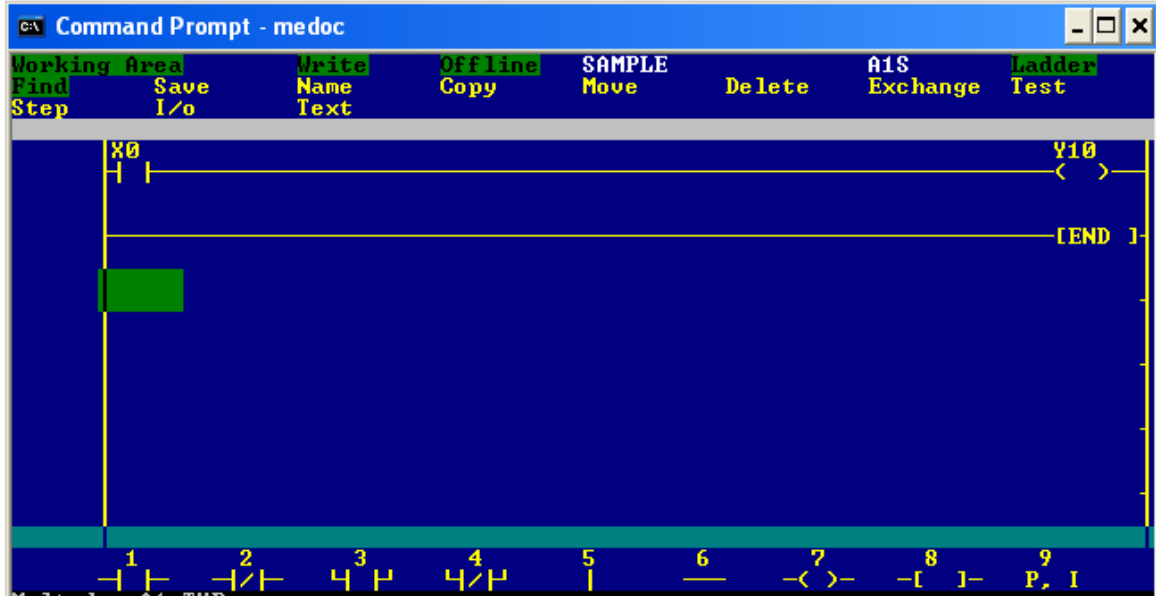 Command Prompt - medoc
Working Area Write Offline SAMPLE A1S Ladder
Find Save Name Copy Move Delete Exchange Test
Step I/o Text
X0 Y10
( )
[END ]
1 2 3 4 5 6 7 8 9
-( )- -[ ]- P, I